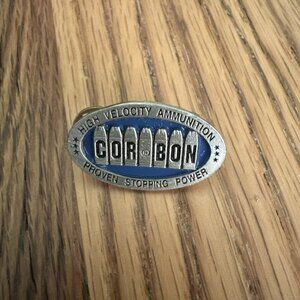 HIGH VELOCITY AMMUNITION
COR®BON
PROVEN STOPPING POWER